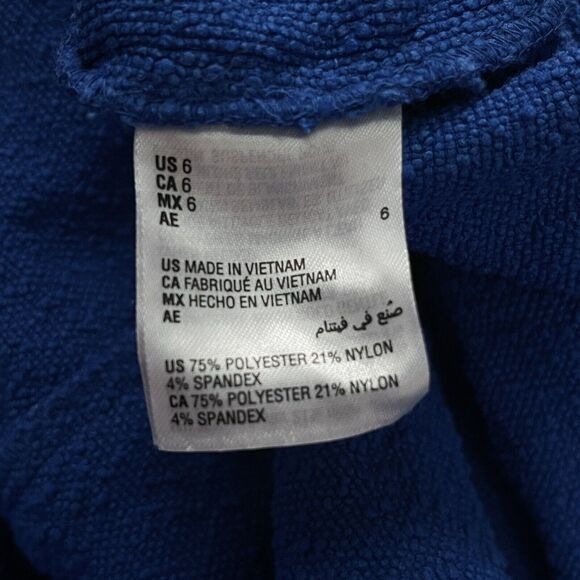 US 6
CA 6
MX 6
AE 6
US MADE IN VIETNAM
CA FABRIQUÉ AU VIETNAM
MX HECHO EN VIETNAM
AE
صُنع في فيتنام
US 75% POLYESTER 21% NYLON
4% SPANDEX
CA 75% POLYESTER 21% NYLON
4% SPANDEX